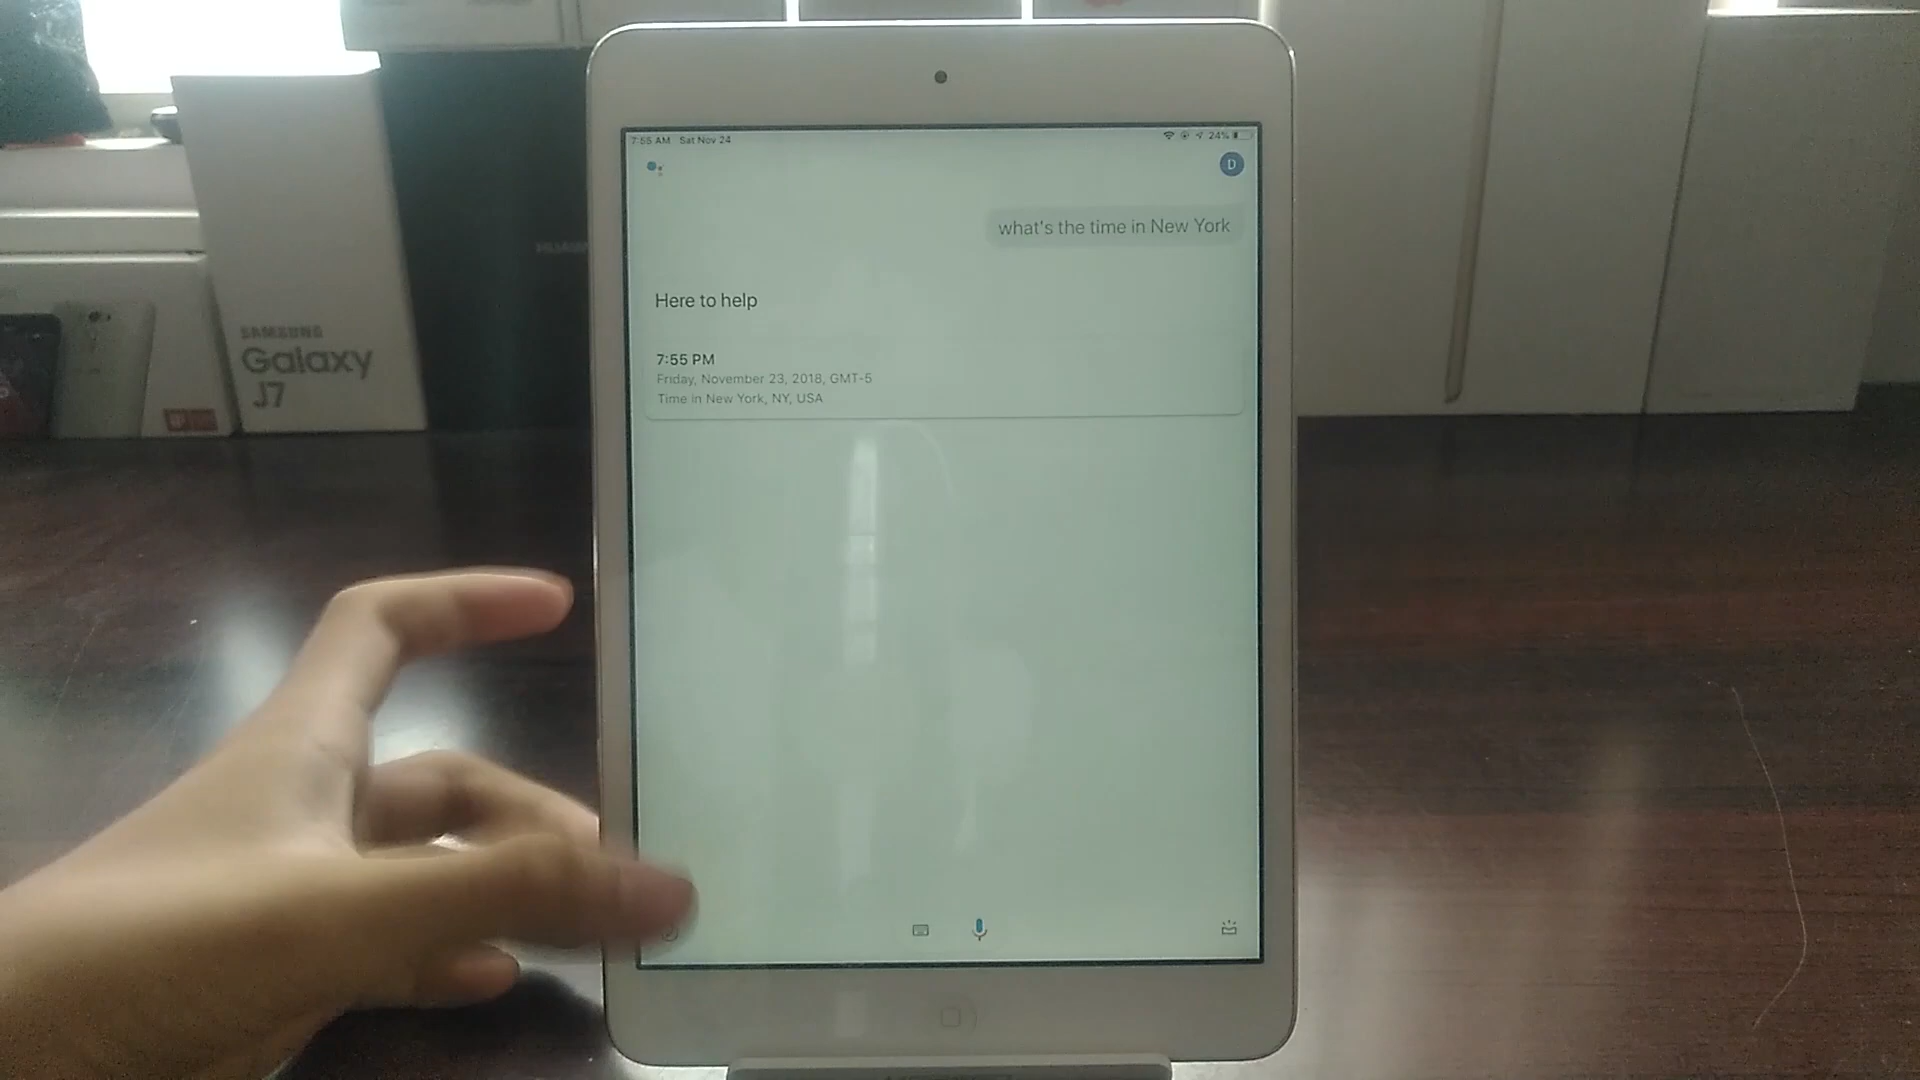 7:55 AM Sat Nov 24
24%
D
what's the time in New York
Here to help
7:55 PM
Friday, November 23, 2018, GMT-5
Time in New York, NY, USA
SAMSUNG
Galaxy
J7
HUAWEI